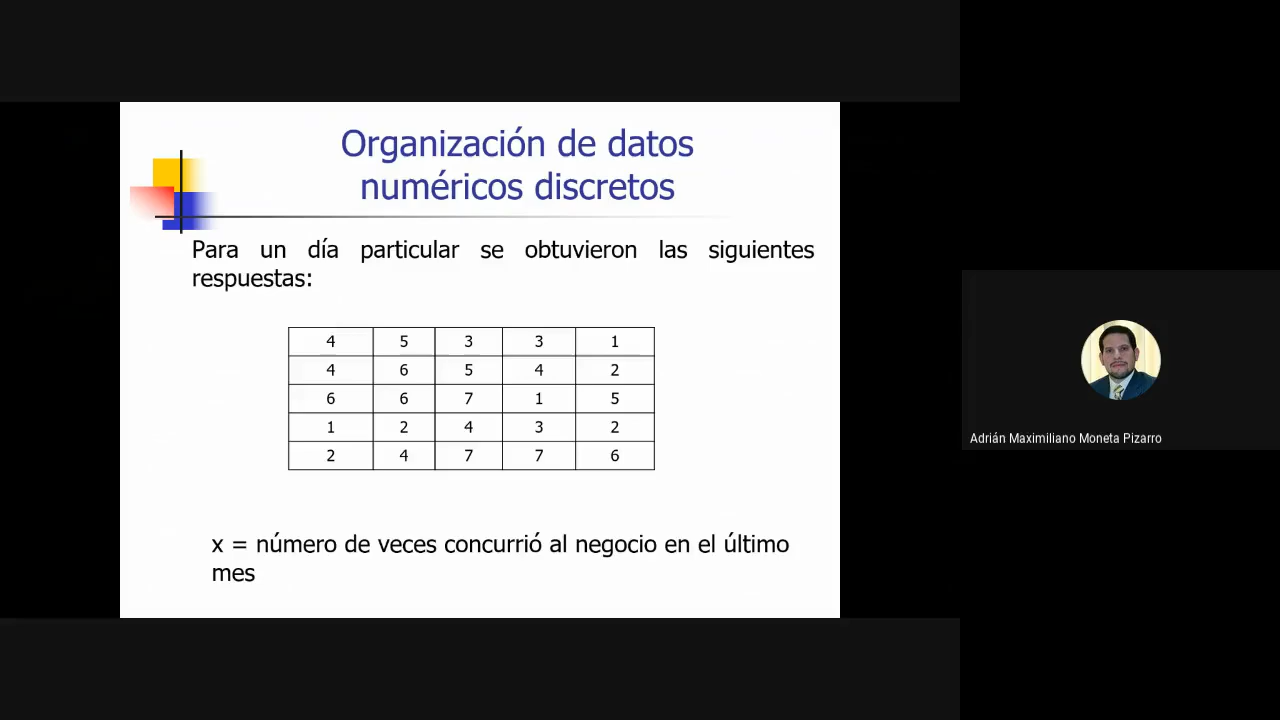 Organización de datos
numéricos discretos
Para un día particular se obtuvieron las siguientes
respuestas:
4 5 3 3 1
4 6 5 4 2
6 6 7 1 5
1 2 4 3 2
2 4 7 7 6
x = número de veces concurrió al negocio en el último
mes
Adrián Maximiliano Moneta Pizarro